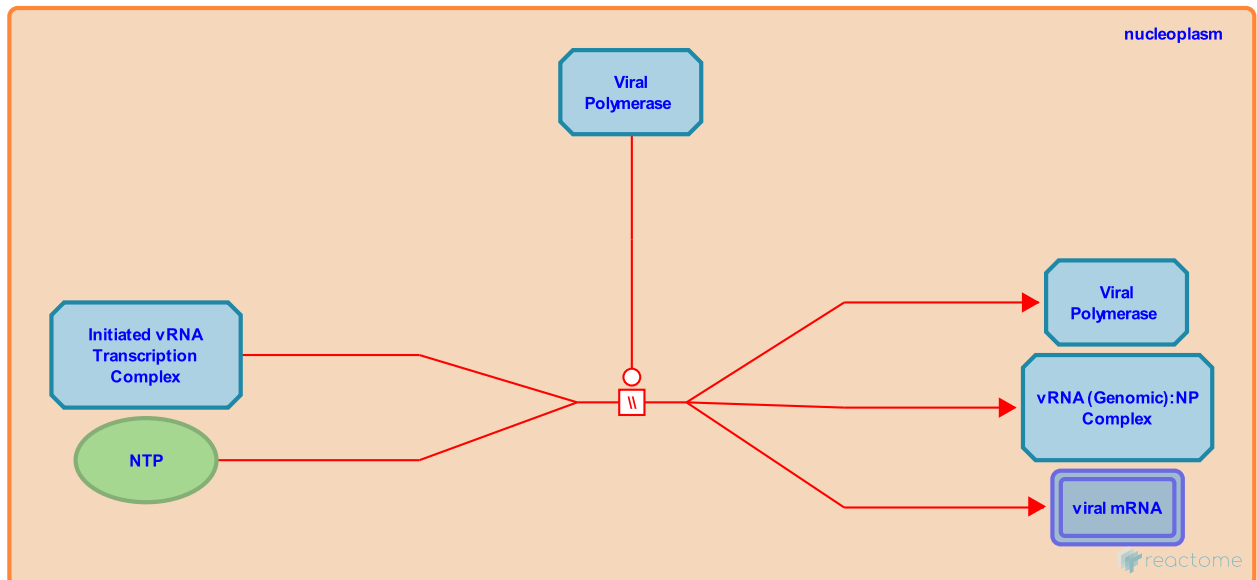 nucleoplasm
Viral
Polymerase
Viral
Polymerase
Initiated vRNA
Transcription
Complex
vRNA (Genomic):NP
Complex
NTP
viral mRNA
\\
reactome